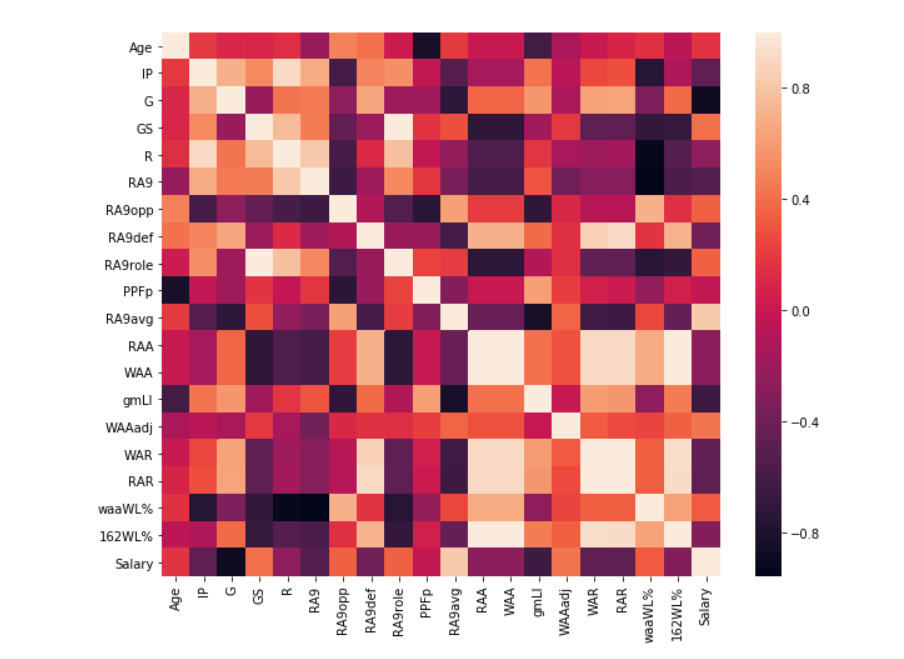 Age
IP
G
GS
R
RA9
RA9opp
RA9def
RA9role
PPFp
RA9avg
RAA
WAA
gmLI
WAAadj
WAR
RAR
waaWL%
162WL%
Salary
Age
IP
G
GS
R
RA9
RA9opp
RA9def
RA9role
PPFp
RA9avg
RAA
WAA
gmLI
WAAadj
WAR
RAR
waaWL%
162WL%
Salary
0.8
0.4
0.0
−0.4
−0.8